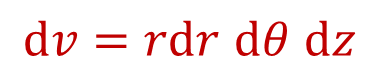 dv = rdr dθ dz